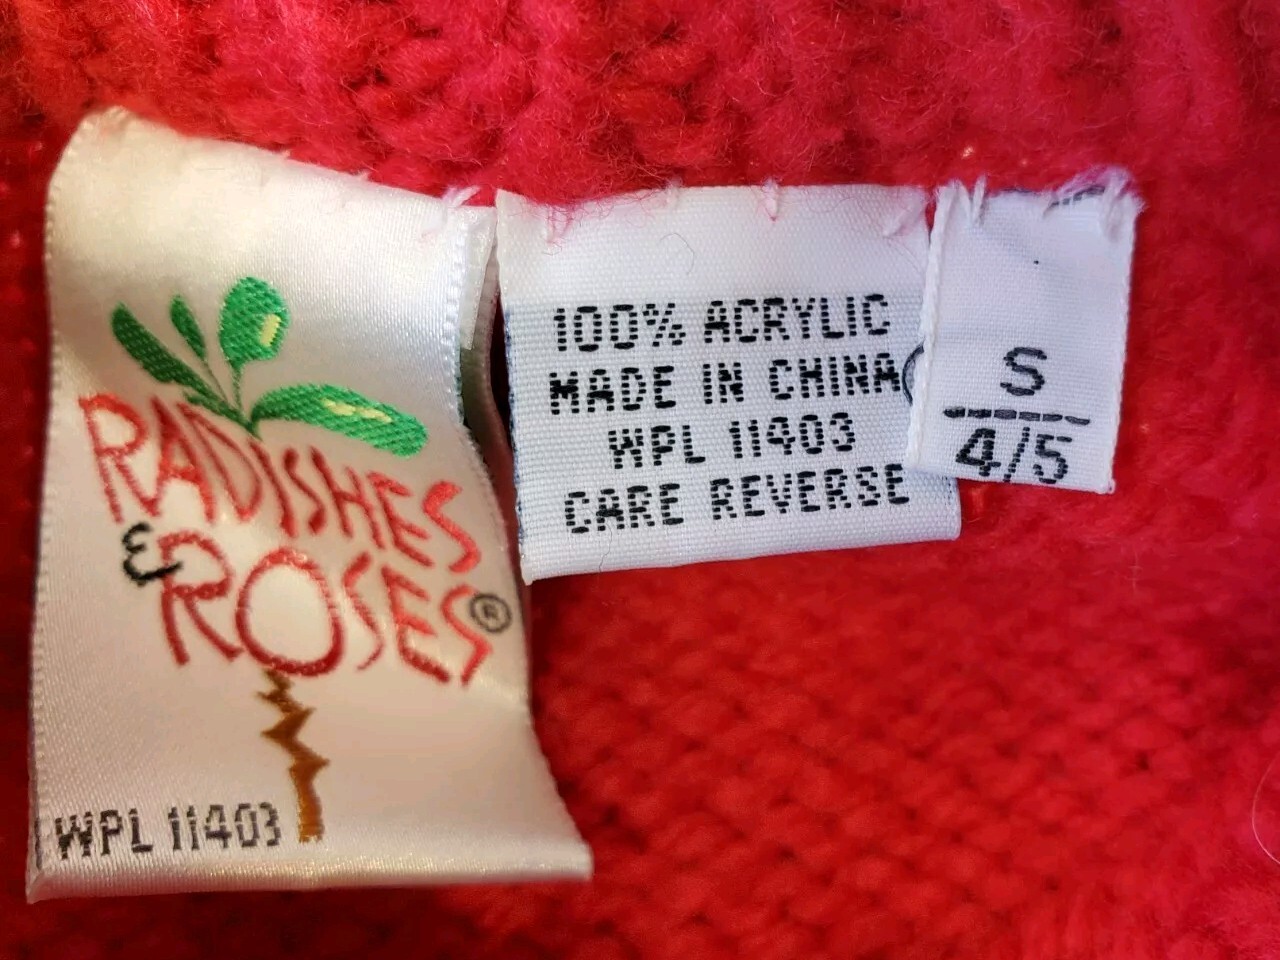 RADISHES
& ROSES®
WPL 11403
100% ACRYLIC
MADE IN CHINA
WPL 11403
CARE REVERSE
S
4/5